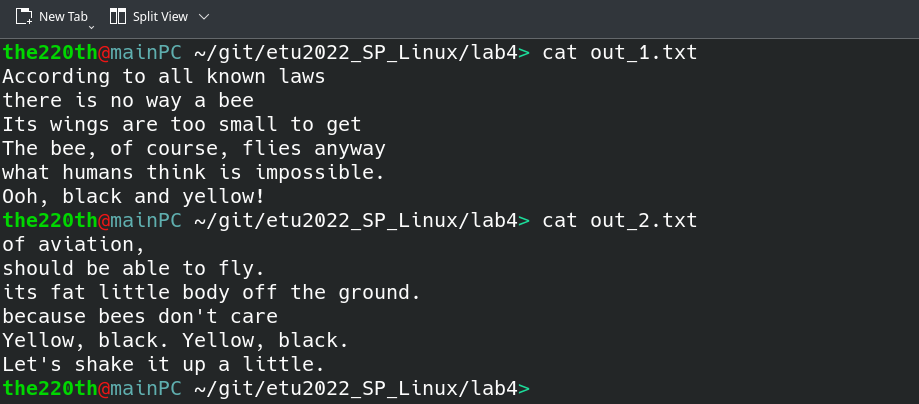 New Tab Split View
the220th@mainPC ~/git/etu2022_SP_Linux/lab4> cat out_1.txt
According to all known laws
there is no way a bee
Its wings are too small to get
The bee, of course, flies anyway
what humans think is impossible.
Ooh, black and yellow!
the220th@mainPC ~/git/etu2022_SP_Linux/lab4> cat out_2.txt
of aviation,
should be able to fly.
its fat little body off the ground.
because bees don't care
Yellow, black. Yellow, black.
Let's shake it up a little.
the220th@mainPC ~/git/etu2022_SP_Linux/lab4>